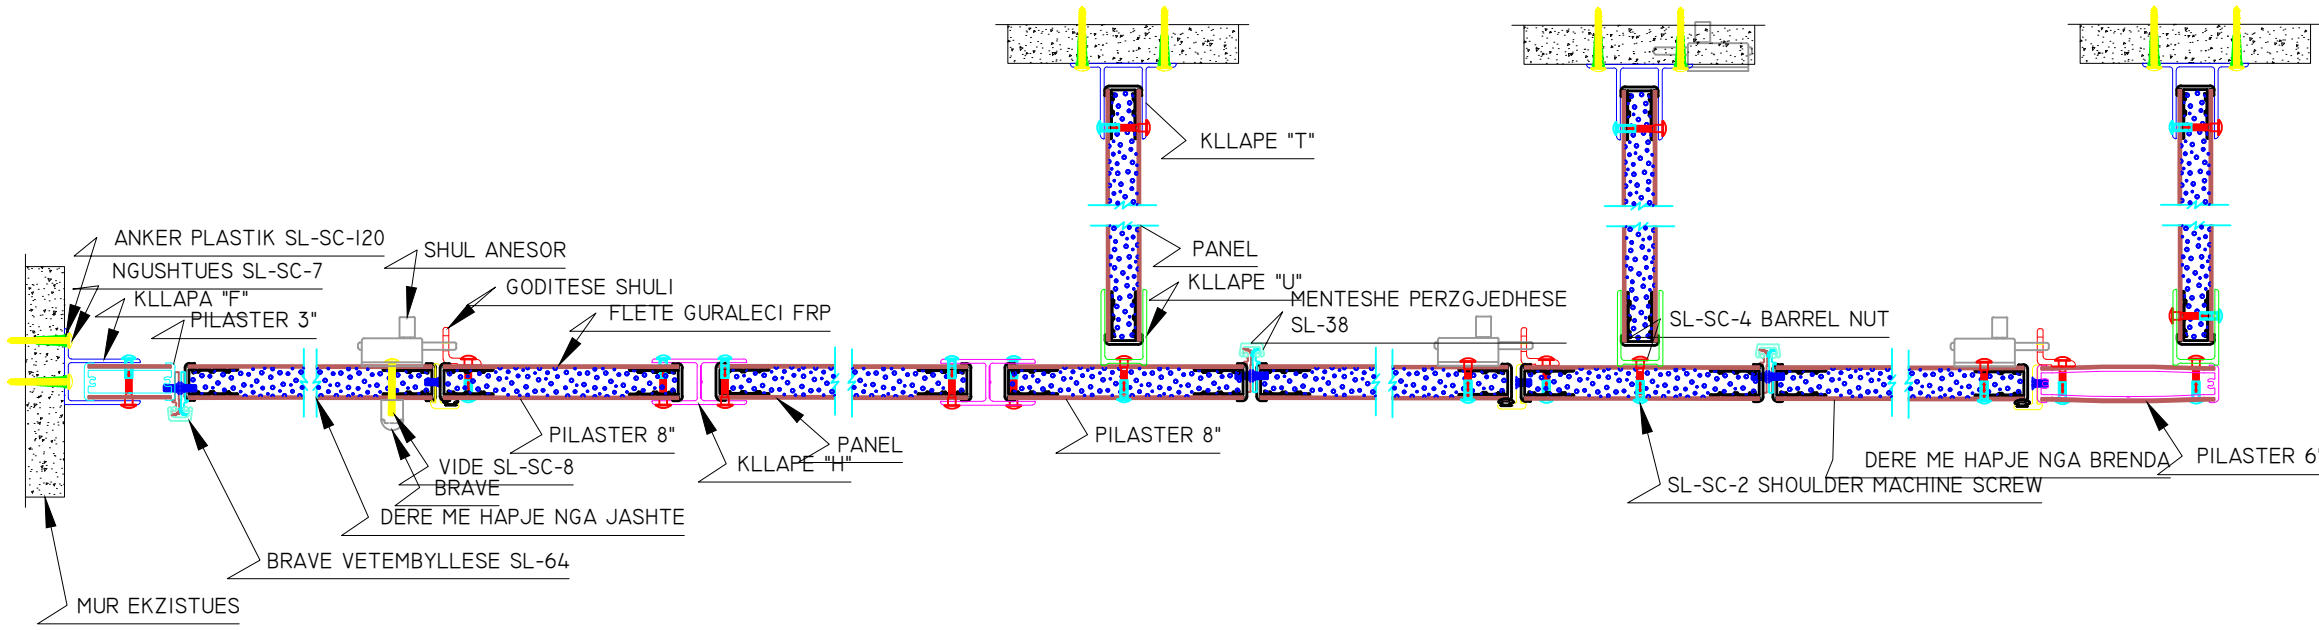 KLLAPE "T"
ANKER PLASTIK SL-SC-120
SHUL ANESOR
PANEL
NGUSHTUES SL-SC-7
KLLAPE "U"
GODITESE SHULI
KLLAPA "F"
MENTESHE PERZGJEDHESE
SL-38
FLETE GURALECI FRP
PILASTER 3"
SL-SC-4 BARREL NUT
PILASTER 8"
PILASTER 8"
PANEL
KLLAPE "H"
VIDE SL-SC-8
DERE ME HAPJE NGA BRENDA
PILASTER 6"
BRAVE
SL-SC-2 SHOULDER MACHINE SCREW
DERE ME HAPJE NGA JASHTE
BRAVE VETEMBYLLESE SL-64
MUR EKZISTUES